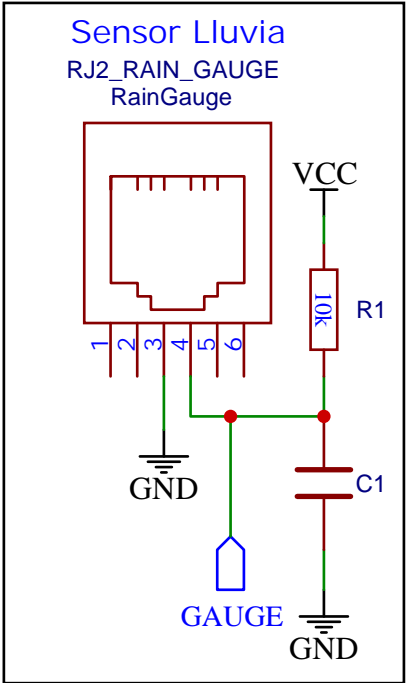 Sensor Lluvia
RJ2_RAIN_GAUGE
RainGauge
VCC
10k
R1
1 2 3 4 5 6
GND
C1
GAUGE
GND